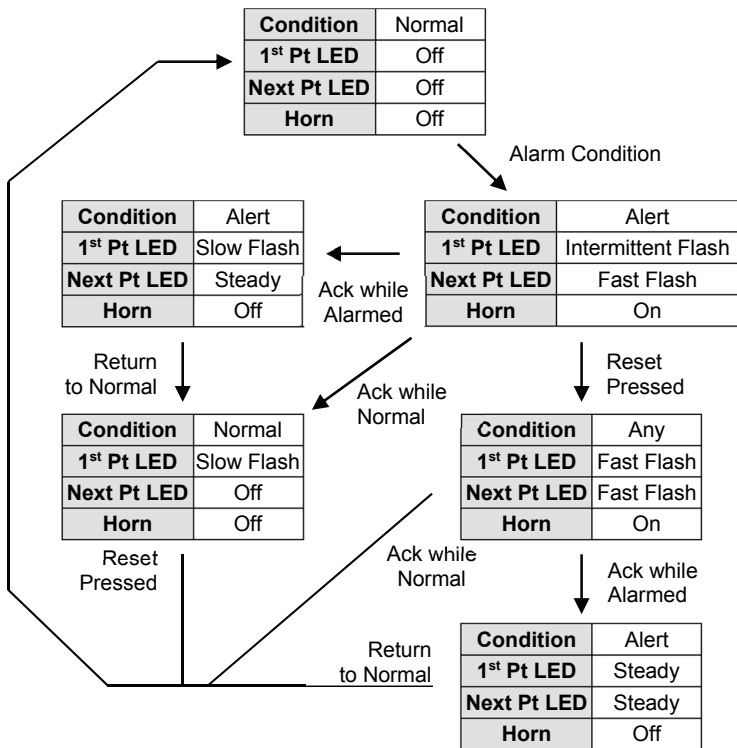 Condition Normal
1st Pt LED Off
Next Pt LED Off
Horn Off
Alarm Condition
Condition Alert
1st Pt LED Slow Flash
Next Pt LED Steady
Horn Off
Ack while
Alarmed
Condition Alert
1st Pt LED Intermittent Flash
Next Pt LED Fast Flash
Horn On
Return
to Normal
Ack while
Normal
Reset
Pressed
Condition Normal
1st Pt LED Slow Flash
Next Pt LED Off
Horn Off
Condition Any
1st Pt LED Fast Flash
Next Pt LED Fast Flash
Horn On
Reset
Pressed
Ack while
Normal
Ack while
Alarmed
Return
to Normal
Condition Alert
1st Pt LED Steady
Next Pt LED Steady
Horn Off